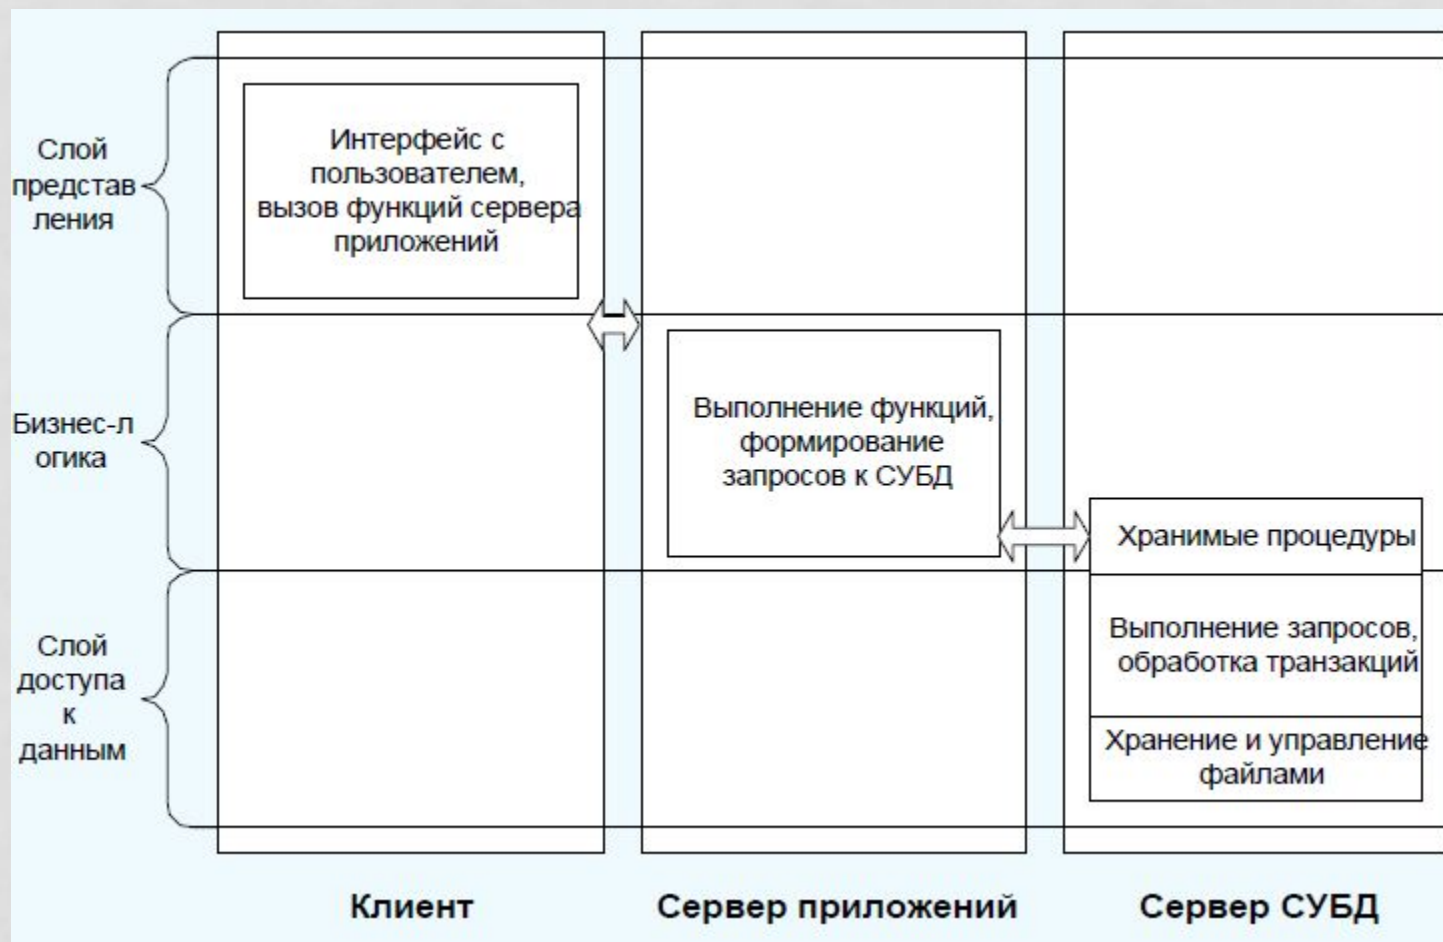 Слой
представ
ления
Интерфейс с
пользователем,
вызов функций сервера
приложений
Бизнес-л
огика
Выполнение функций,
формирование
запросов к СУБД
Хранимые процедуры
Слой
доступа
к
данным
Выполнение запросов,
обработка транзакций
Хранение и управление
файлами
Клиент
Сервер приложений
Сервер СУБД